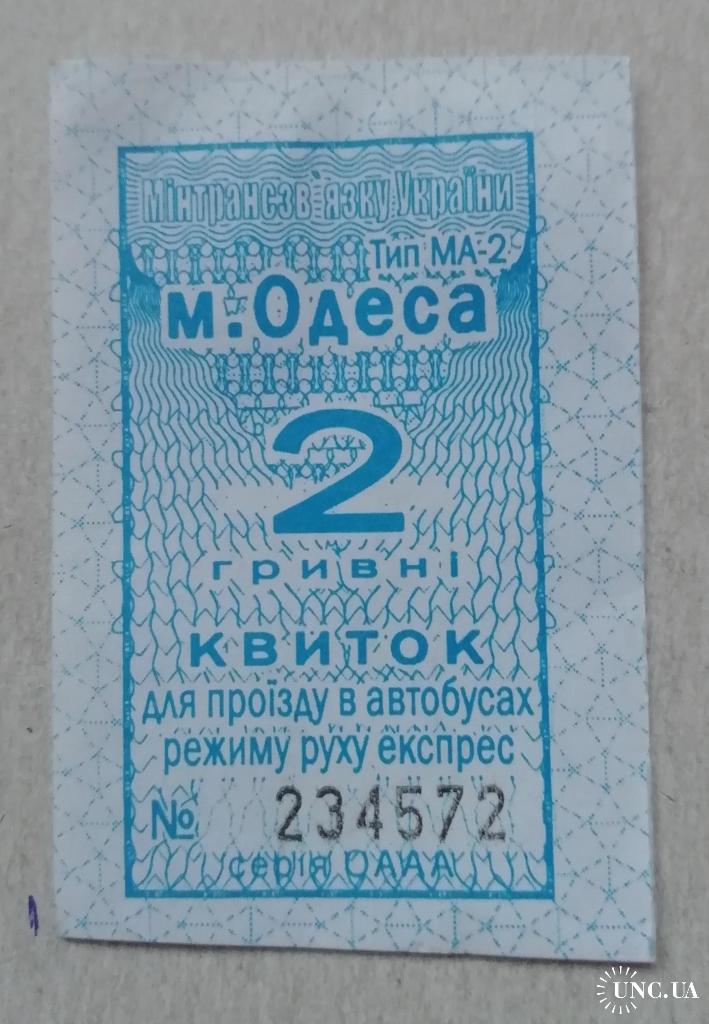 Мінтрансзв'язку України
Тип МА-2
м.Одеса
2
гривні
КВИТОК
для проїзду в автобусах
режиму руху експрес
№ 234572
серія ОААА
UNC.UA